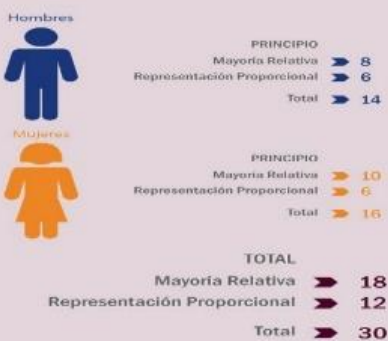 Hombres
PRINCIPIO
Mayoría Relativa 8
Representación Proporcional 6
Total 14
Mujeres
PRINCIPIO
Mayoría Relativa 10
Representación Proporcional 6
Total 16
TOTAL
Mayoría Relativa 18
Representación Proporcional 12
Total 30